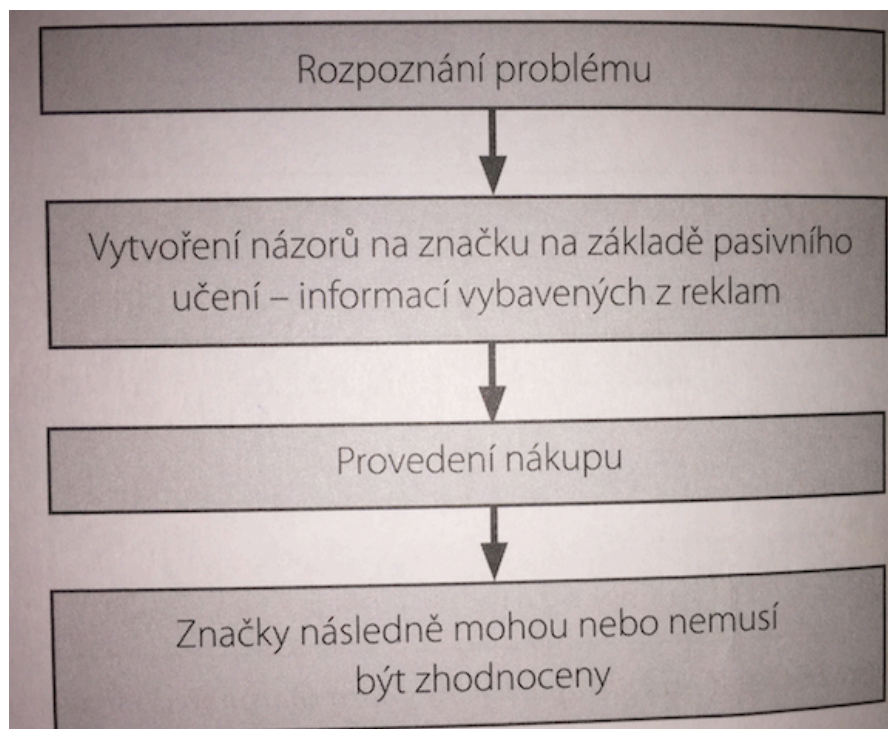 Rozpoznání problému
Vytvoření názorů na značku na základě pasivního
učení – informací vybavených z reklam
Provedení nákupu
Značky následně mohou nebo nemusí
být zhodnoceny